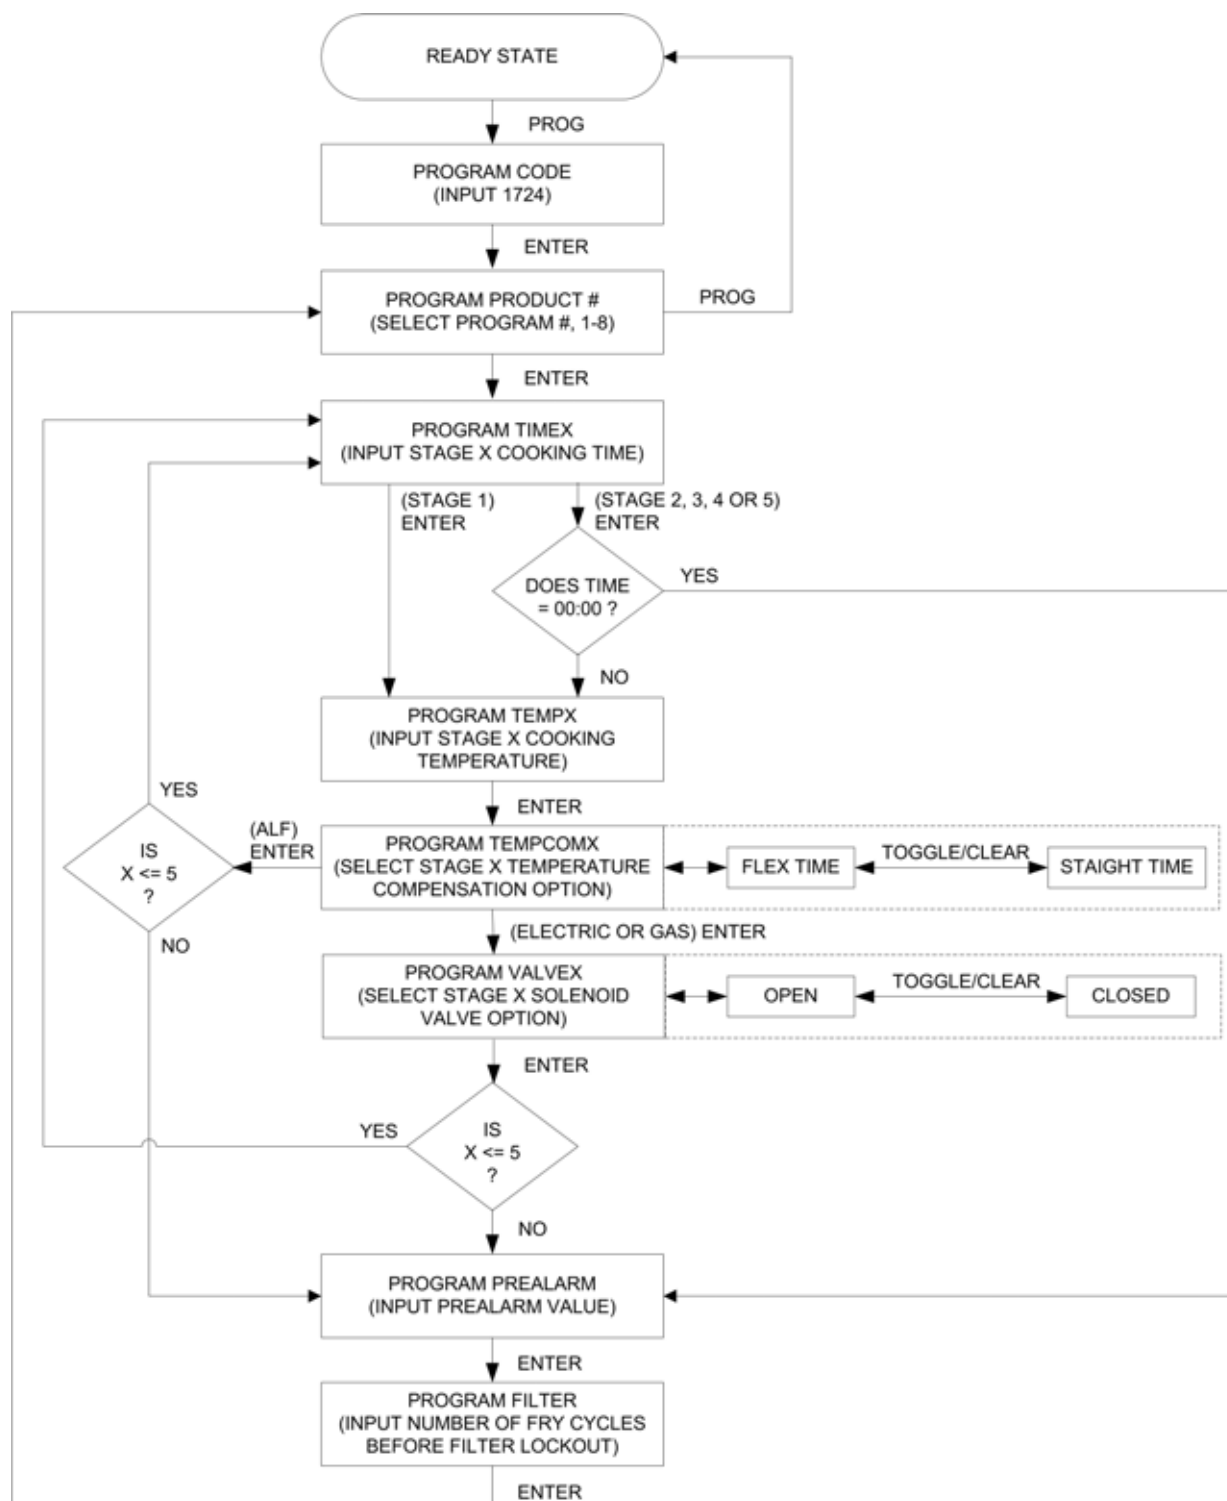 READY STATE
PROG
PROGRAM CODE
(INPUT 1724)
ENTER
PROGRAM PRODUCT #
(SELECT PROGRAM #, 1-8)
PROG
ENTER
PROGRAM TIMEX
(INPUT STAGE X COOKING TIME)
(STAGE 1)
ENTER
(STAGE 2, 3, 4 OR 5)
ENTER
DOES TIME
= 00:00 ?
YES
NO
PROGRAM TEMPX
(INPUT STAGE X COOKING
TEMPERATURE)
ENTER
YES
IS
X <= 5
?
NO
(ALF)
ENTER
PROGRAM TEMPCOMX
(SELECT STAGE X TEMPERATURE
COMPENSATION OPTION)
FLEX TIME
TOGGLE/CLEAR
STAIGHT TIME
(ELECTRIC OR GAS) ENTER
PROGRAM VALVEX
(SELECT STAGE X SOLENOID
VALVE OPTION)
OPEN
TOGGLE/CLEAR
CLOSED
ENTER
YES
IS
X <= 5
?
NO
PROGRAM PREALARM
(INPUT PREALARM VALUE)
ENTER
PROGRAM FILTER
(INPUT NUMBER OF FRY CYCLES
BEFORE FILTER LOCKOUT)
ENTER